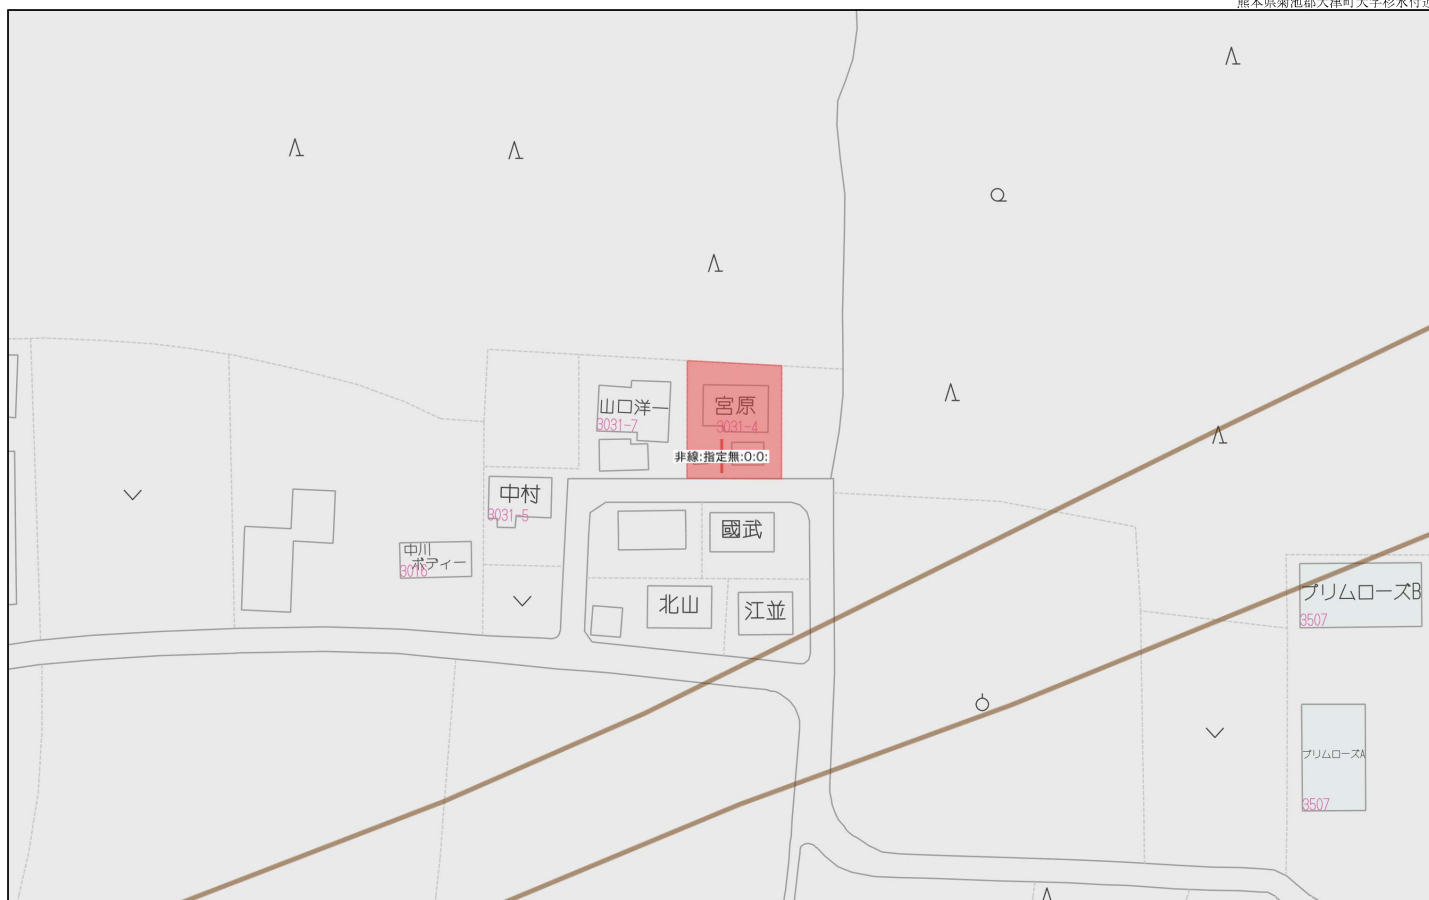 熊本県菊池郡大津町大字杉水付近
山口洋一
3031-7
宮原
3031-4
非線:指定無:0:0:
中村
3031-5
國武
中川
ボディー
3016
北山
江並
プリムローズB
3507
プリムローズA
3507